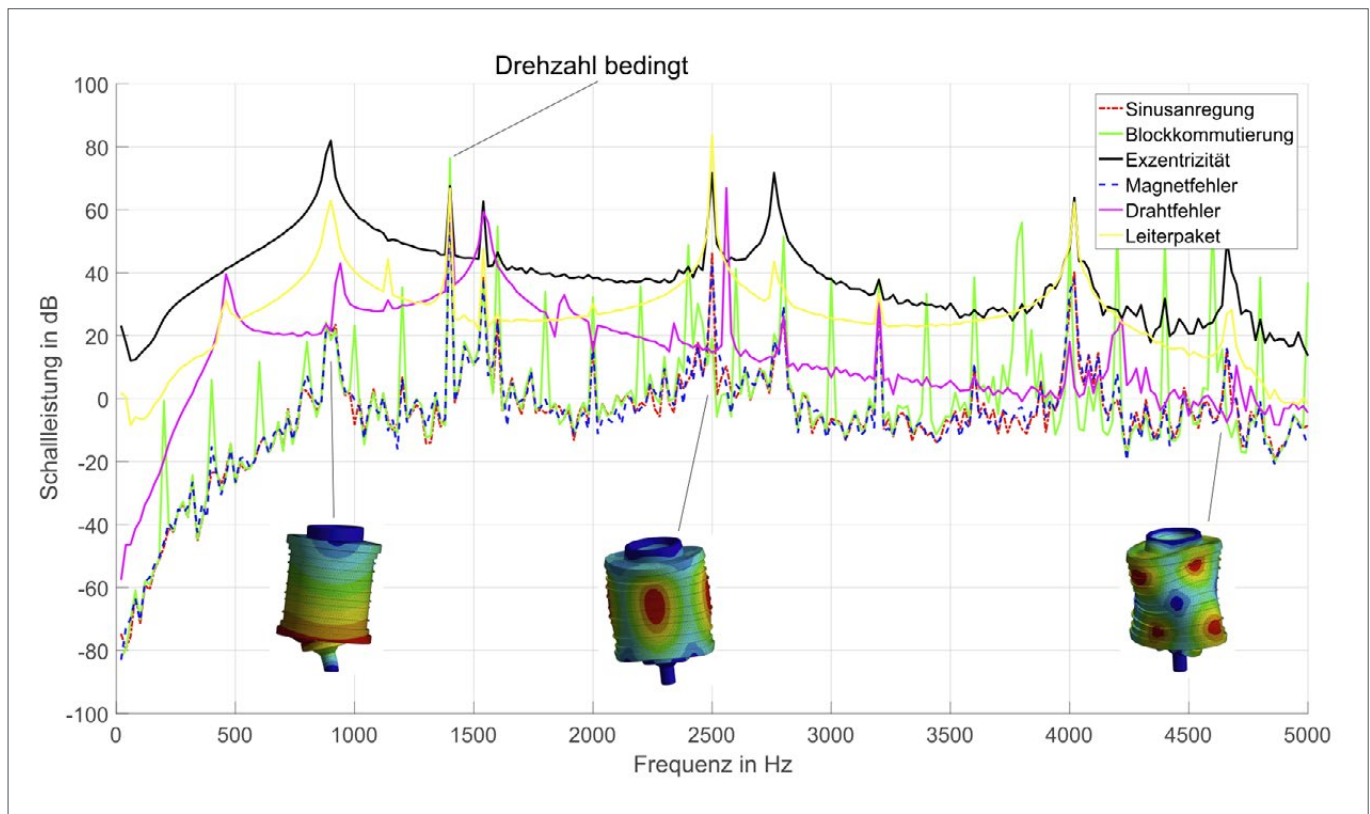 Drehzahl bedingt
Sinusanregung
Blockkommutierung
Exzentrizität
Magnetfehler
Drahtfehler
Leiterpaket
Schallleistung in dB
100
80
60
40
20
0
-20
-40
-60
-80
-100
0 500 1000 1500 2000 2500 3000 3500 4000 4500 5000
Frequenz in Hz